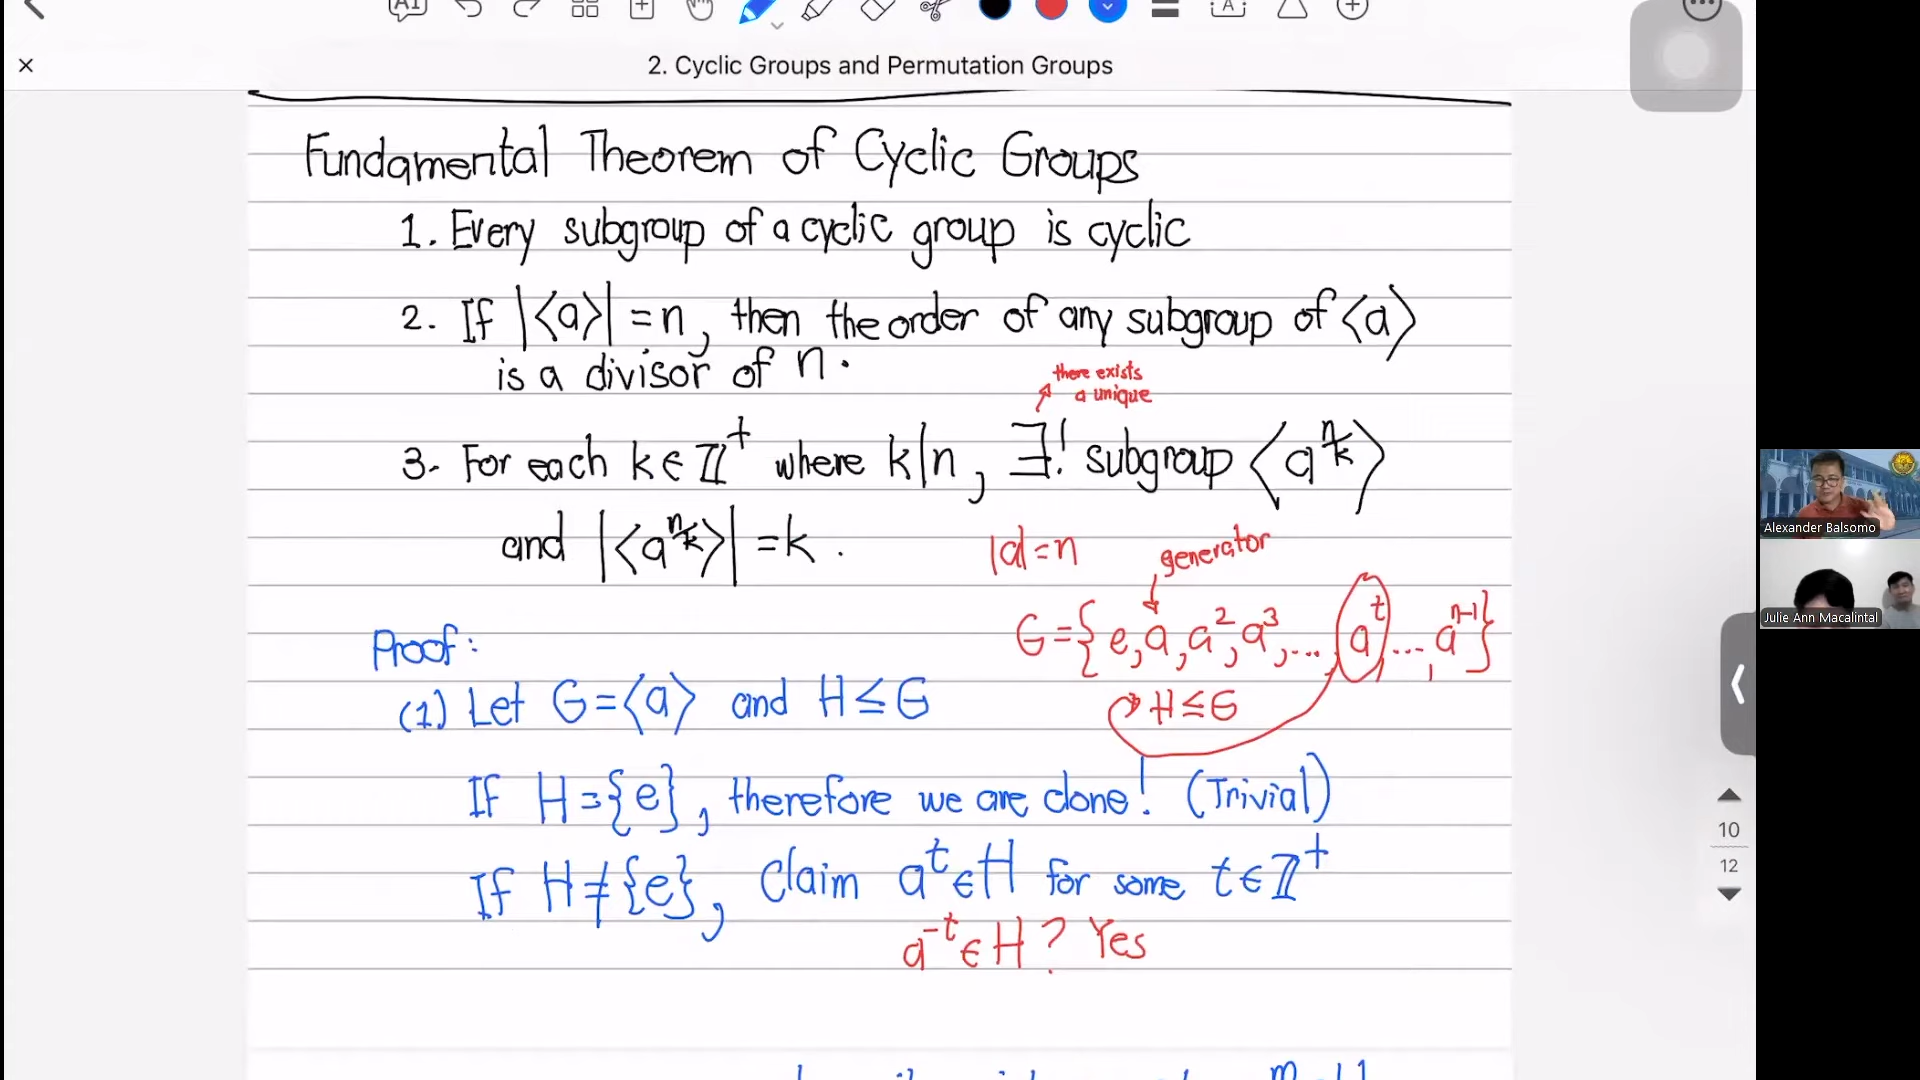 2. Cyclic Groups and Permutation Groups
Fundamental Theorem of Cyclic Groups
1. Every subgroup of a cyclic group is cyclic
2. If |⟨a⟩| = n, then the order of any subgroup of ⟨a⟩
is a divisor of n.
there exists
a unique
3. For each k ∈ ℤ⁺ where k|n, ∃! subgroup ⟨a^{n/k}⟩
and |⟨a^{n/k}⟩| = k.
|a| = n
generator
G = {e, a, a², a³, ..., aᵗ, ..., aⁿ⁻¹}
Proof:
(1) Let G = ⟨a⟩ and H ≤ G
H ≤ G
If H = {e}, therefore we are done! (Trivial)
If H ≠ {e}, Claim aᵗ ∈ H for some t ∈ ℤ⁺
a⁻ᵗ ∈ H? Yes
Alexander Balsomo
Julie Ann Macalintal
10
12